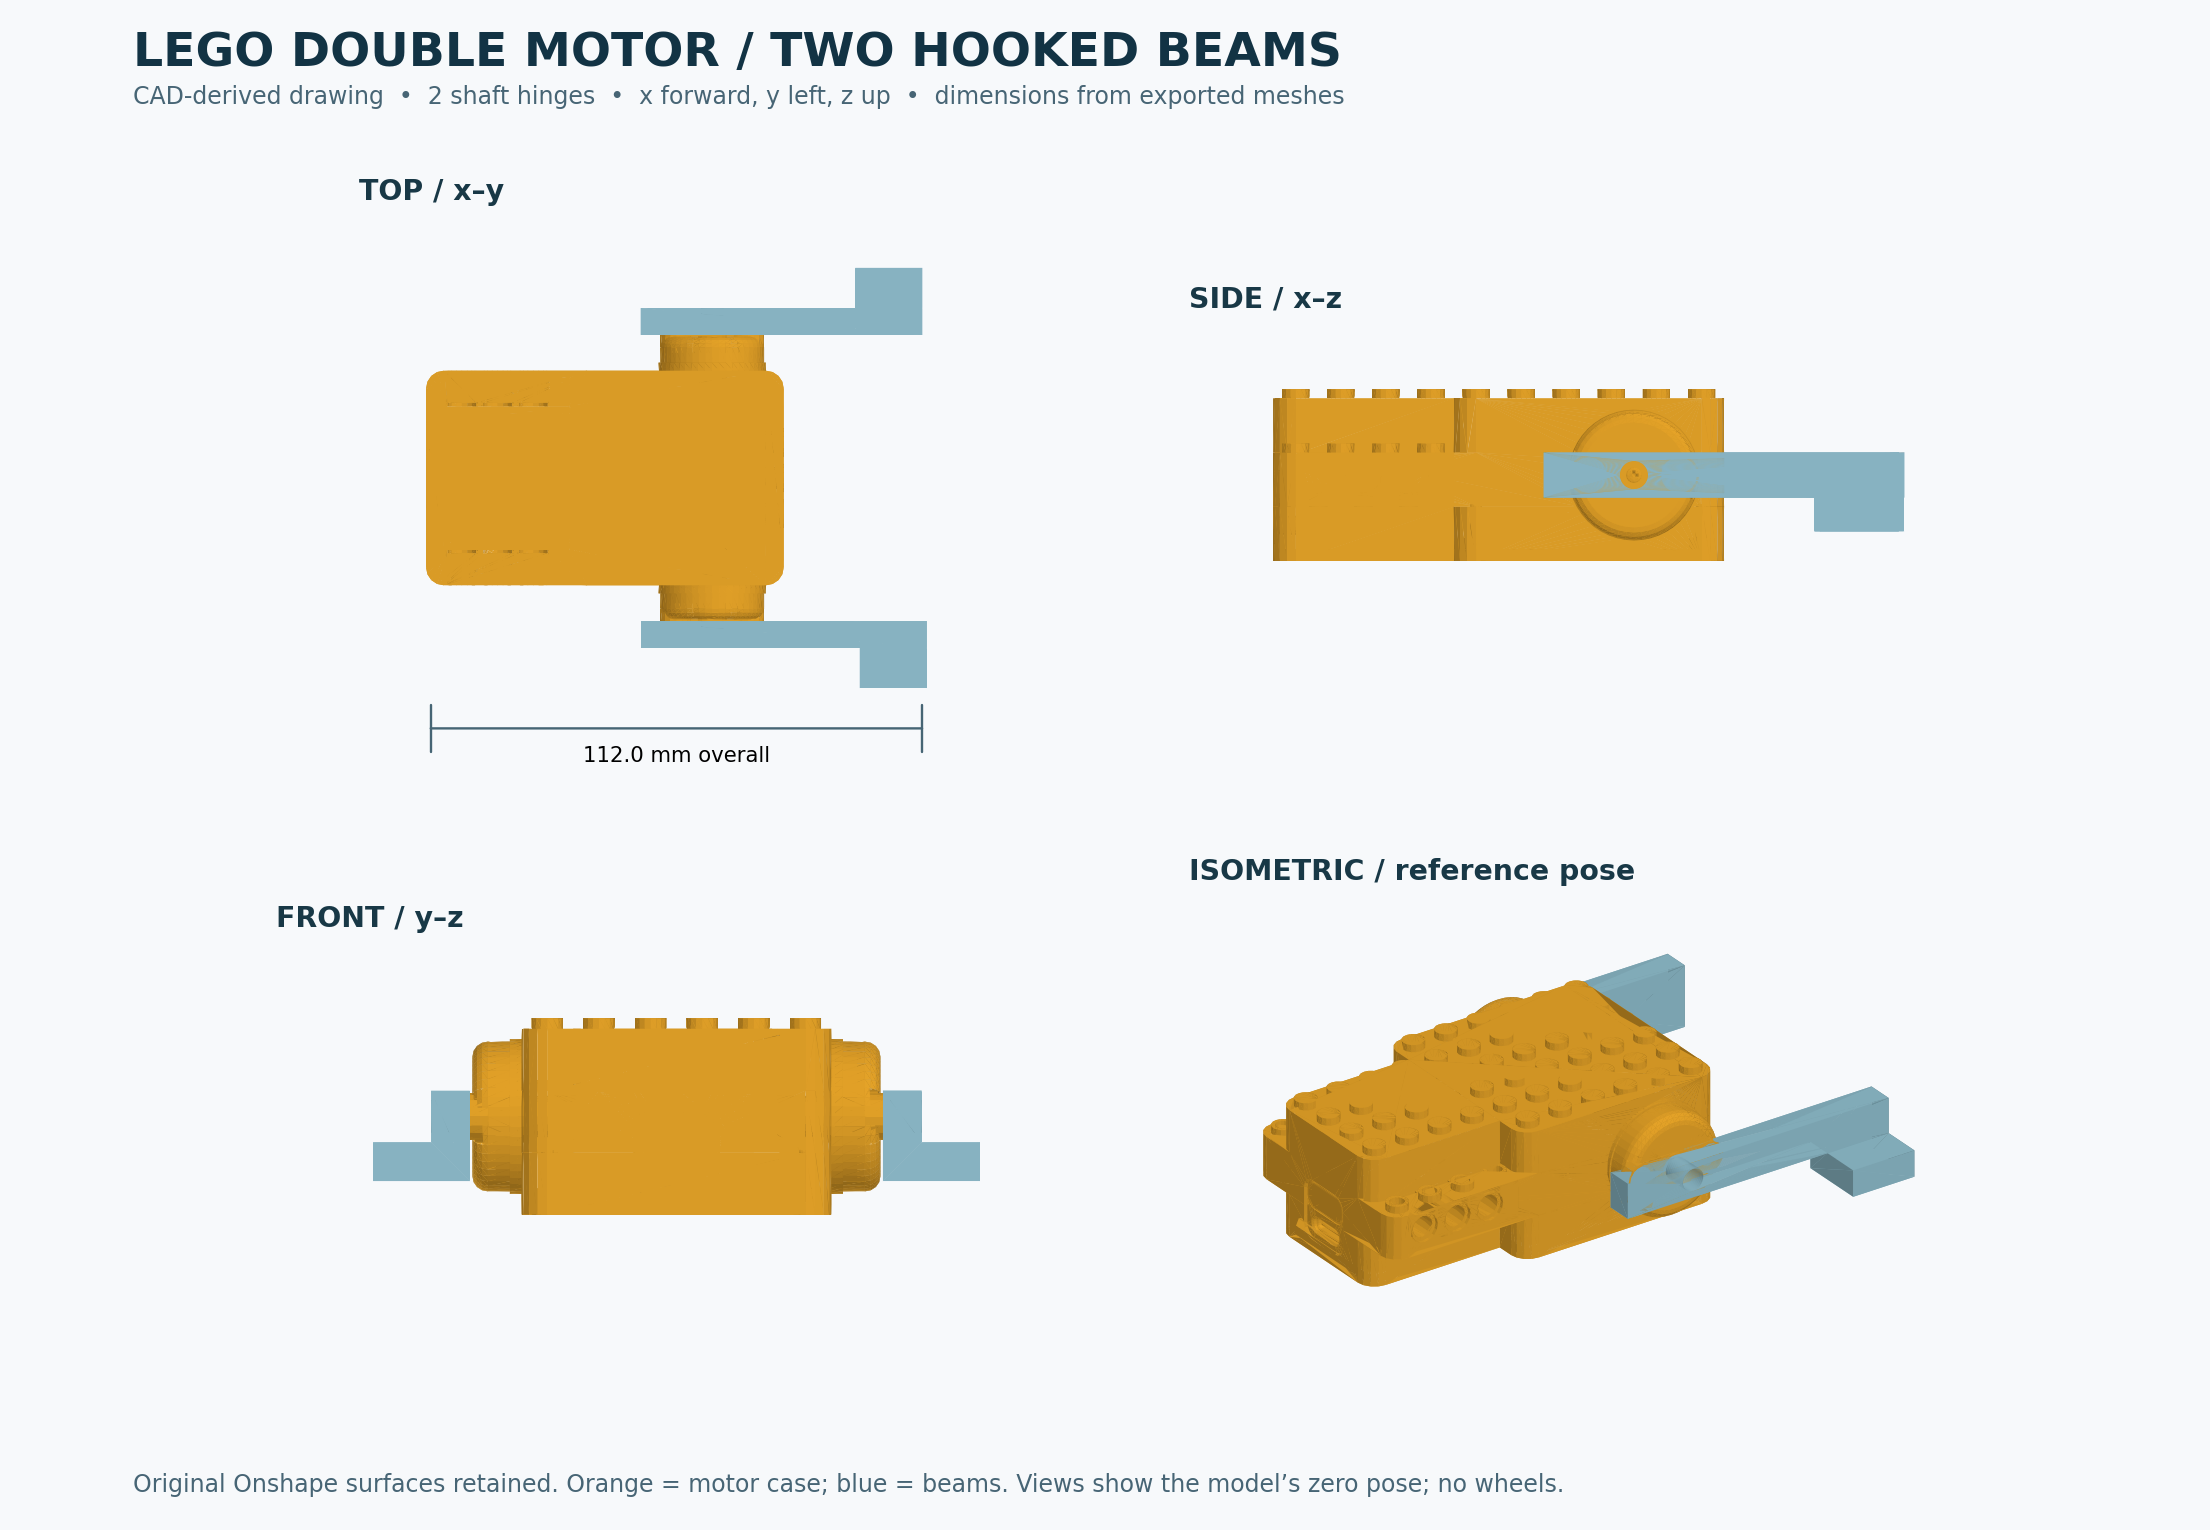 LEGO DOUBLE MOTOR / TWO HOOKED BEAMS
CAD-derived drawing • 2 shaft hinges • x forward, y left, z up • dimensions from exported meshes
TOP / x–y
SIDE / x–z
112.0 mm overall
ISOMETRIC / reference pose
FRONT / y–z
Original Onshape surfaces retained. Orange = motor case; blue = beams. Views show the model’s zero pose; no wheels.